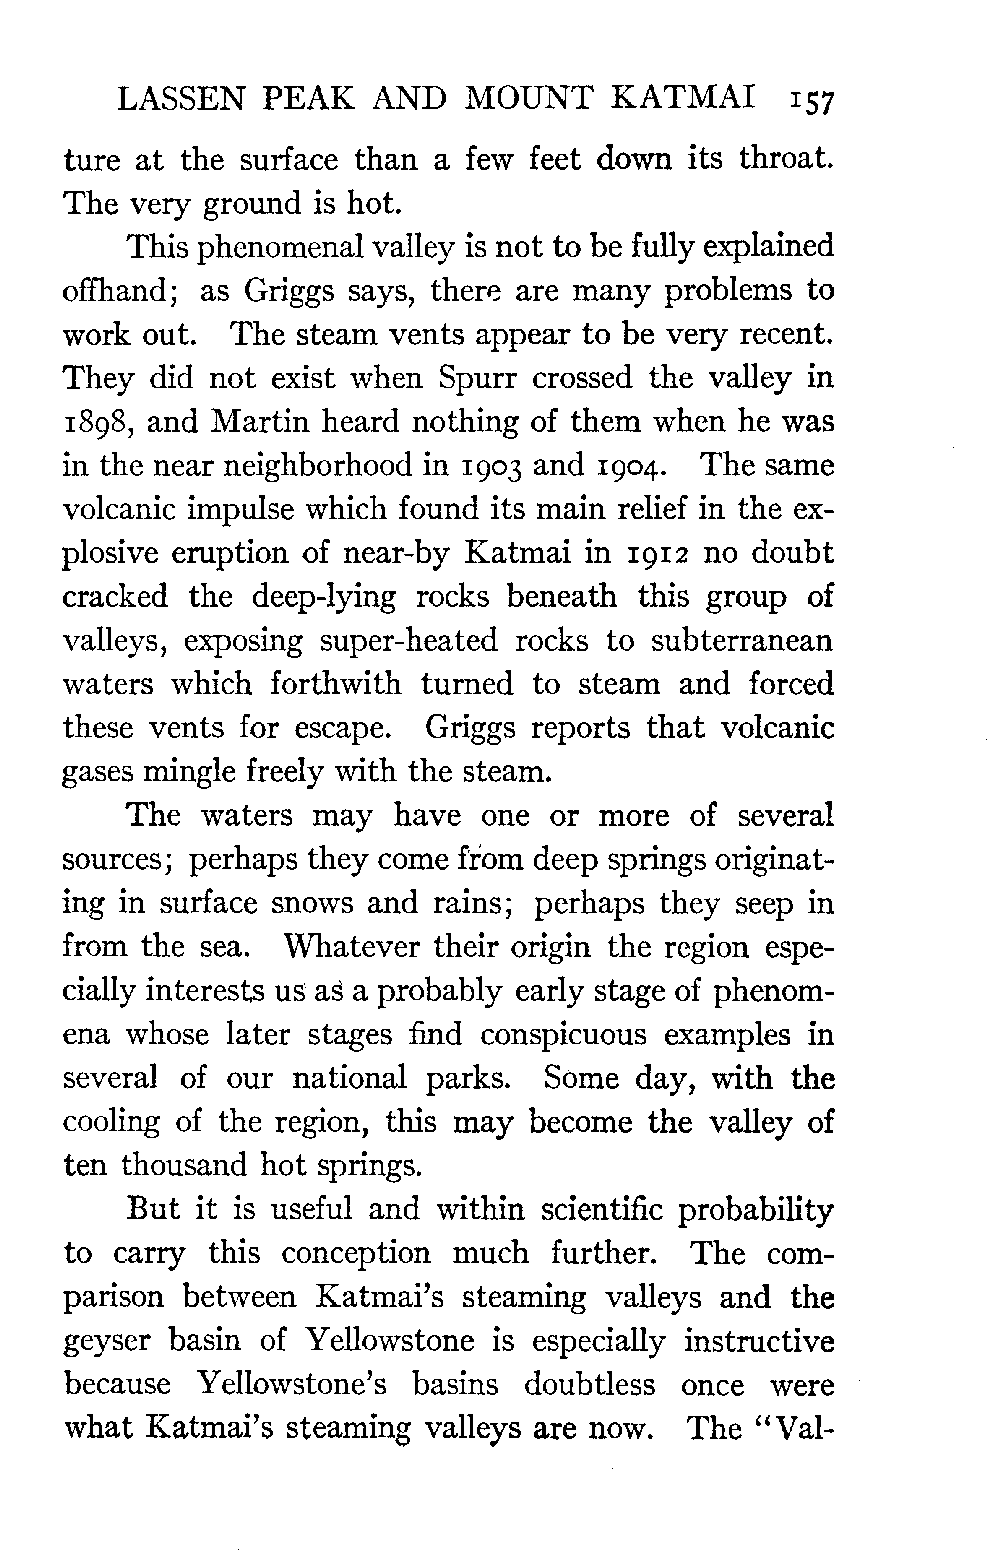 LASSEN PEAK AND MOUNT KATMAI 157
ture at the surface than a few feet down its throat.
The very ground is hot.
This phenomenal valley is not to be fully explained
offhand; as Griggs says, there are many problems to
work out. The steam vents appear to be very recent.
They did not exist when Spurr crossed the valley in
1898, and Martin heard nothing of them when he was
in the near neighborhood in 1903 and 1904. The same
volcanic impulse which found its main relief in the ex-
plosive eruption of near-by Katmai in 1912 no doubt
cracked the deep-lying rocks beneath this group of
valleys, exposing super-heated rocks to subterranean
waters which forthwith turned to steam and forced
these vents for escape. Griggs reports that volcanic
gases mingle freely with the steam.
The waters may have one or more of several
sources; perhaps they come from deep springs originat-
ing in surface snows and rains; perhaps they seep in
from the sea. Whatever their origin the region espe-
cially interests us as a probably early stage of phenom-
ena whose later stages find conspicuous examples in
several of our national parks. Some day, with the
cooling of the region, this may become the valley of
ten thousand hot springs.
But it is useful and within scientific probability
to carry this conception much further. The com-
parison between Katmai's steaming valleys and the
geyser basin of Yellowstone is especially instructive
because Yellowstone's basins doubtless once were
what Katmai's steaming valleys are now. The "Val-